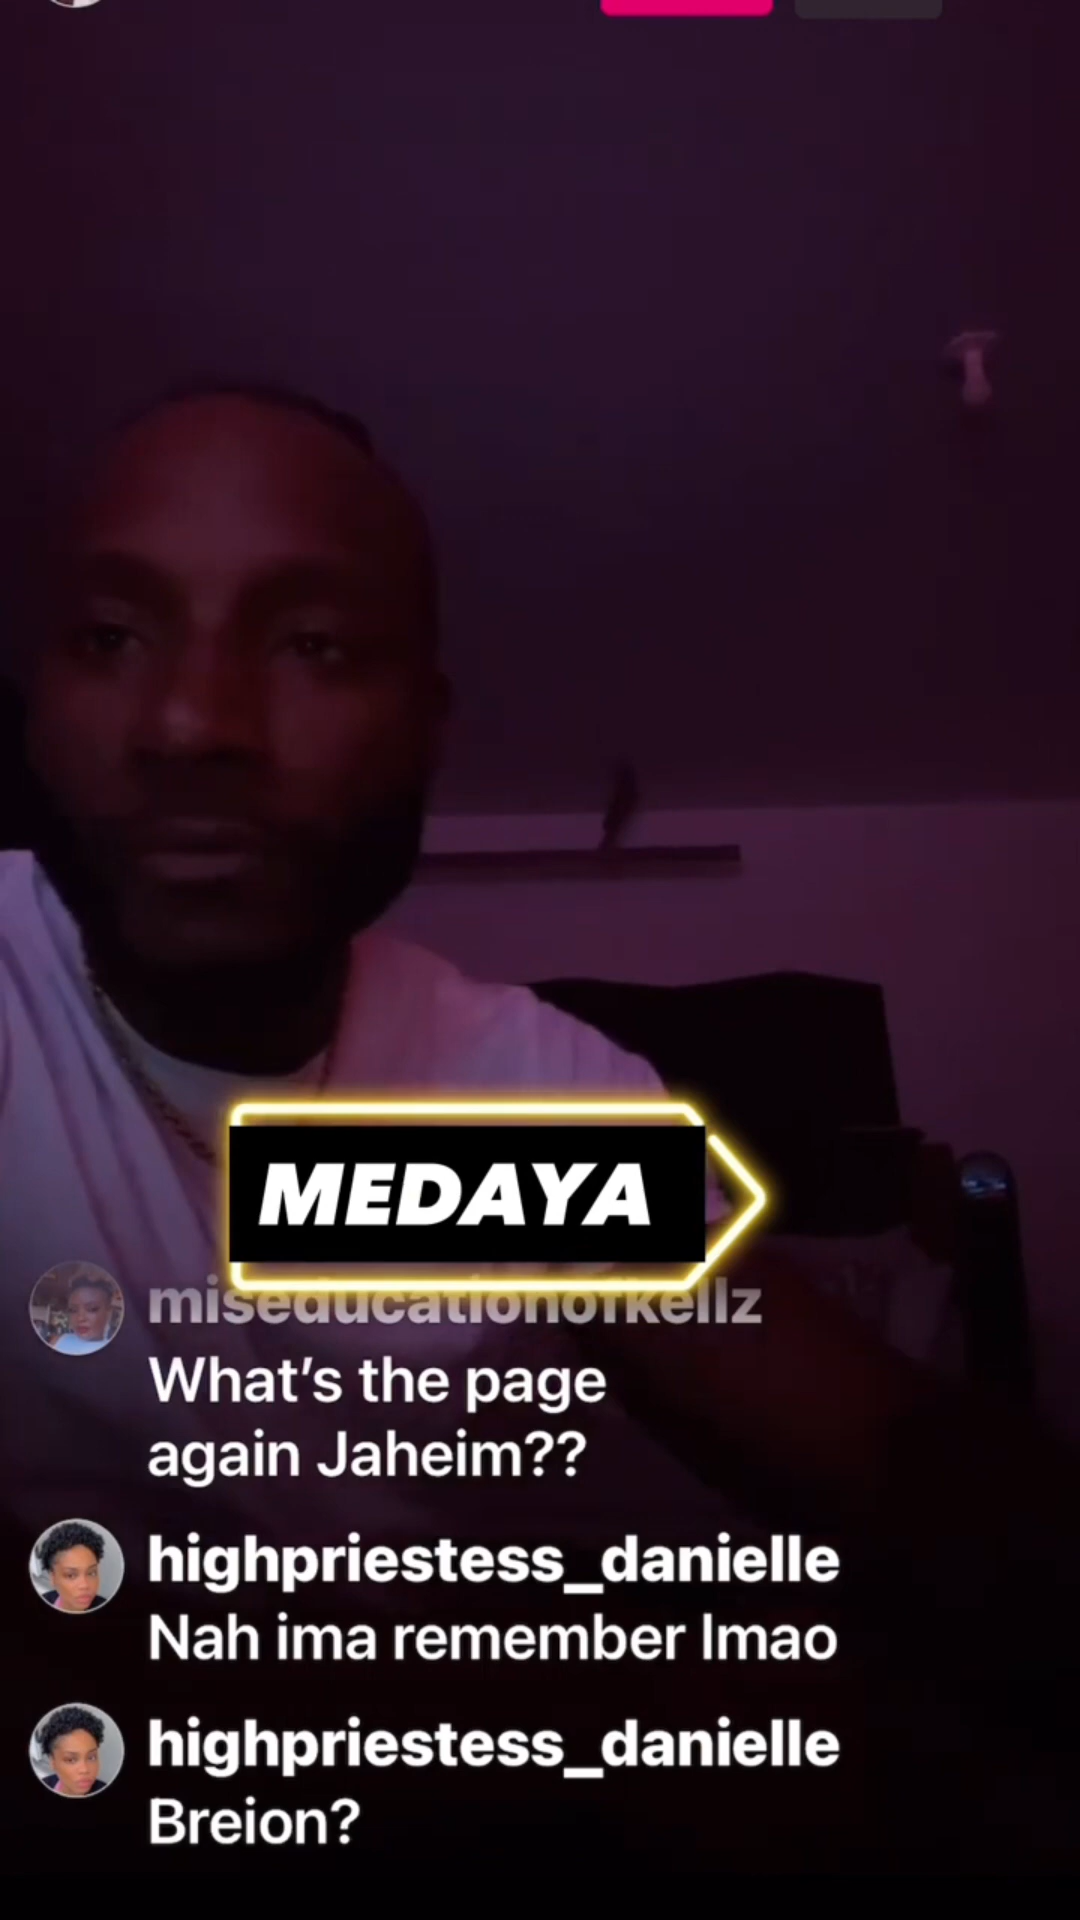 MEDAYA
miseducationofkellz
What’s the page
again Jaheim??
highpriestess_danielle
Nah ima remember lmao
highpriestess_danielle
Breion?